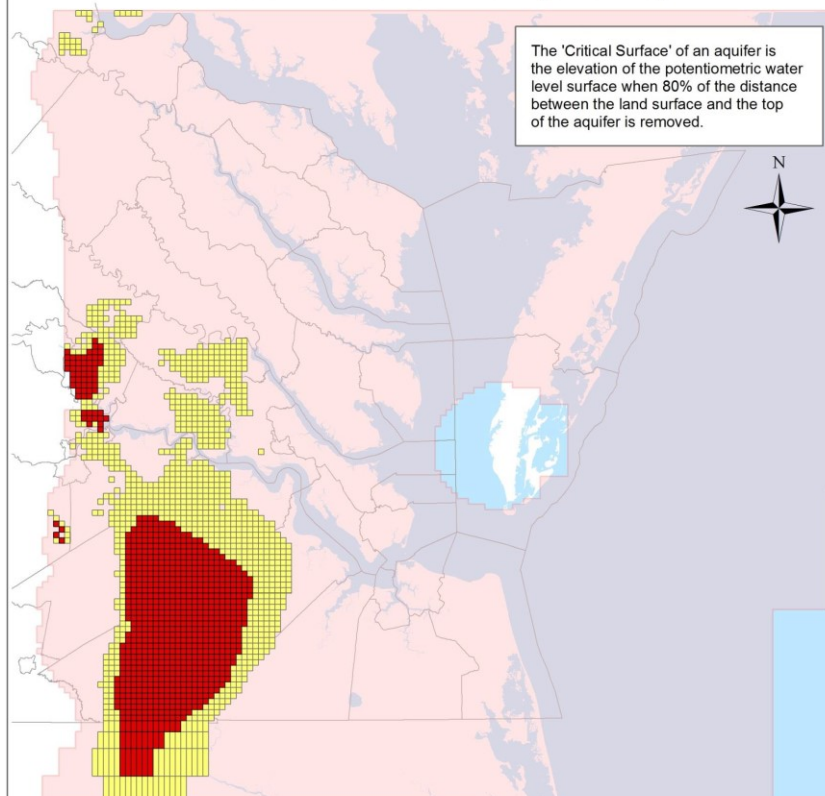 The 'Critical Surface' of an aquifer is
the elevation of the potentiometric water
level surface when 80% of the distance
between the land surface and the top
of the aquifer is removed.
N